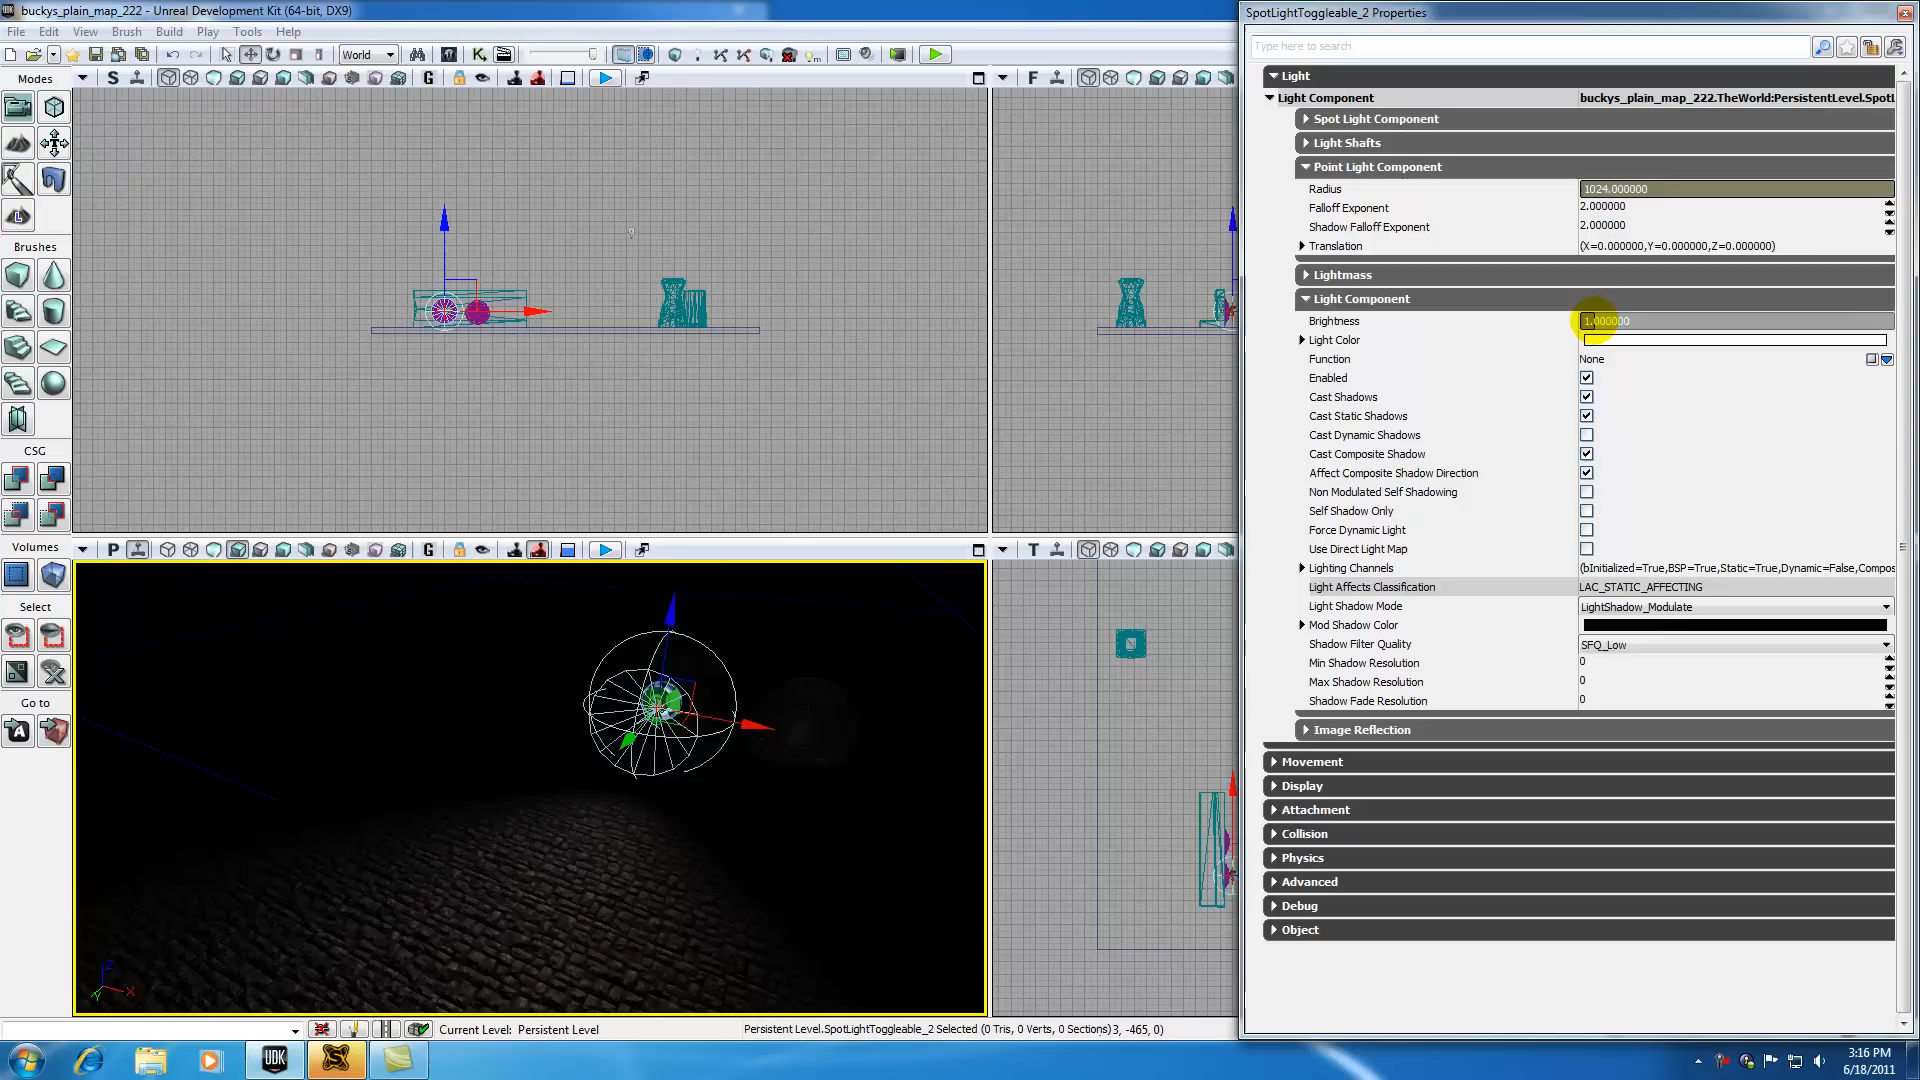 buckys_plain_map_222 - Unreal Development Kit (64-bit, DX9)
File Edit View Brush Build Play Tools Help
World
Modes
S
G
F
Brushes
CSG
Volumes
Select
Go to
P
G
T
Z
X
Y
Current Level: Persistent Level
Persistent Level.SpotLightToggleable_2 Selected (0 Tris, 0 Verts, 0 Sections) 3, -465, 0)
SpotLightToggleable_2 Properties
Type here to search
Light
Light Component buckys_plain_map_222.TheWorld:PersistentLevel.SpotL
Spot Light Component
Light Shafts
Point Light Component
Radius 1024.000000
Falloff Exponent 2.000000
Shadow Falloff Exponent 2.000000
Translation (X=0.000000,Y=0.000000,Z=0.000000)
Lightmass
Light Component
Brightness 1.000000
Light Color
Function None
Enabled
Cast Shadows
Cast Static Shadows
Cast Dynamic Shadows
Cast Composite Shadow
Affect Composite Shadow Direction
Non Modulated Self Shadowing
Self Shadow Only
Force Dynamic Light
Use Direct Light Map
Lighting Channels (bInitialized=True,BSP=True,Static=True,Dynamic=False,Compos
Light Affects Classification LAC_STATIC_AFFECTING
Light Shadow Mode LightShadow_Modulate
Mod Shadow Color
Shadow Filter Quality SFQ_Low
Min Shadow Resolution 0
Max Shadow Resolution 0
Shadow Fade Resolution 0
Image Reflection
Movement
Display
Attachment
Collision
Physics
Advanced
Debug
Object
UDK
3:16 PM
6/18/2011